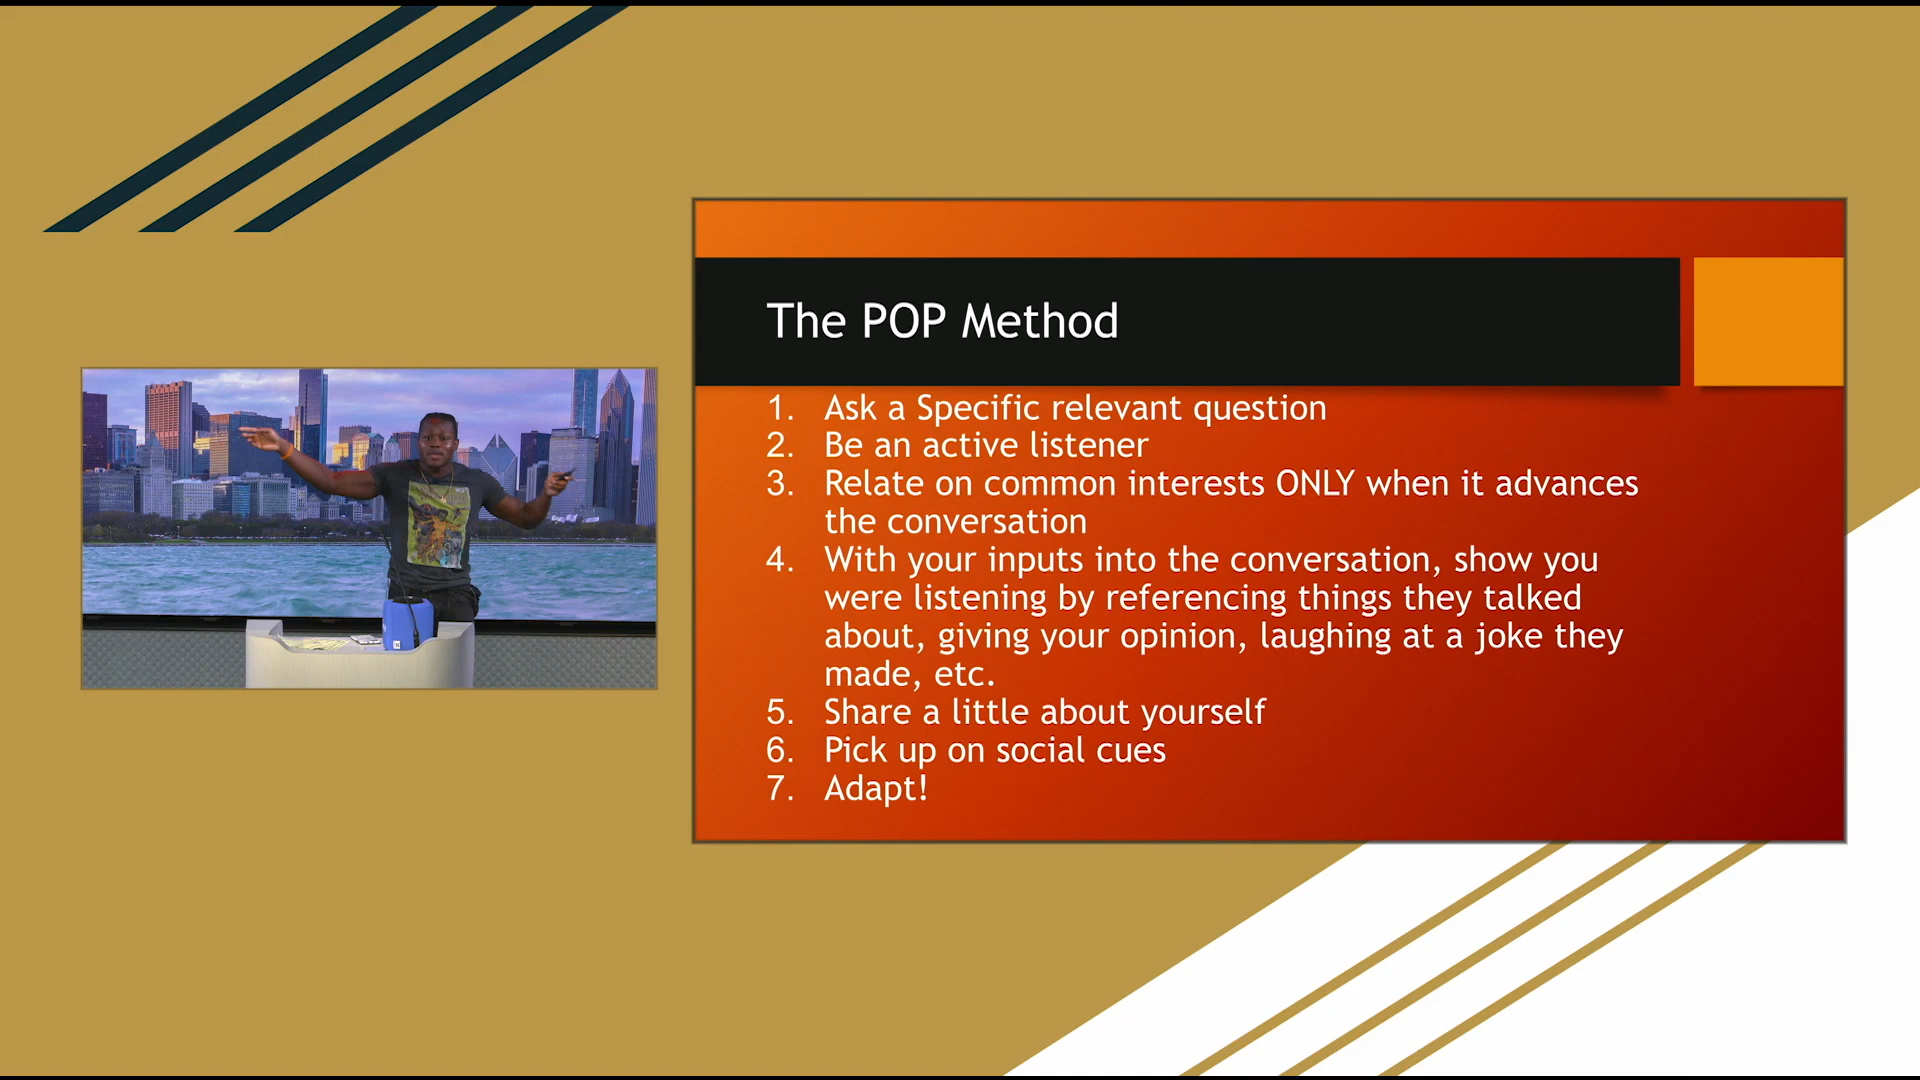 The POP Method
1. Ask a Specific relevant question
2. Be an active listener
3. Relate on common interests ONLY when it advances
the conversation
4. With your inputs into the conversation, show you
were listening by referencing things they talked
about, giving your opinion, laughing at a joke they
made, etc.
5. Share a little about yourself
6. Pick up on social cues
7. Adapt!